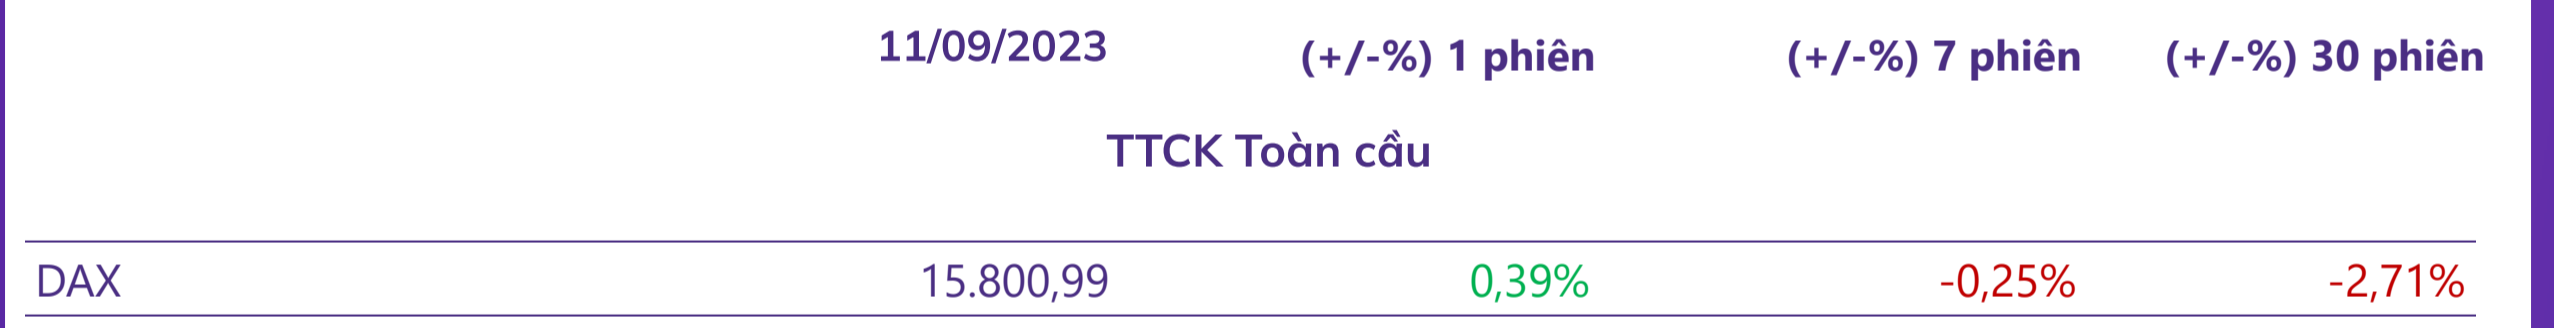 11/09/2023 (+/-%) 1 phiên (+/-%) 7 phiên (+/-%) 30 phiên
TTCK Toàn cầu
DAX 15.800,99 0,39% -0,25% -2,71%